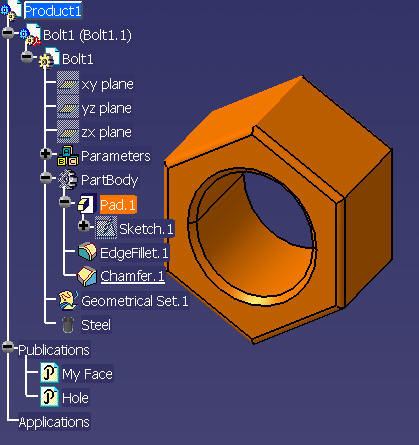 Product1
Bolt1 (Bolt1.1)
Bolt1
xy plane
yz plane
zx plane
Parameters
PartBody
Pad.1
Sketch.1
EdgeFillet.1
Chamfer.1
Geometrical Set.1
Steel
Publications
My Face
Hole
Applications